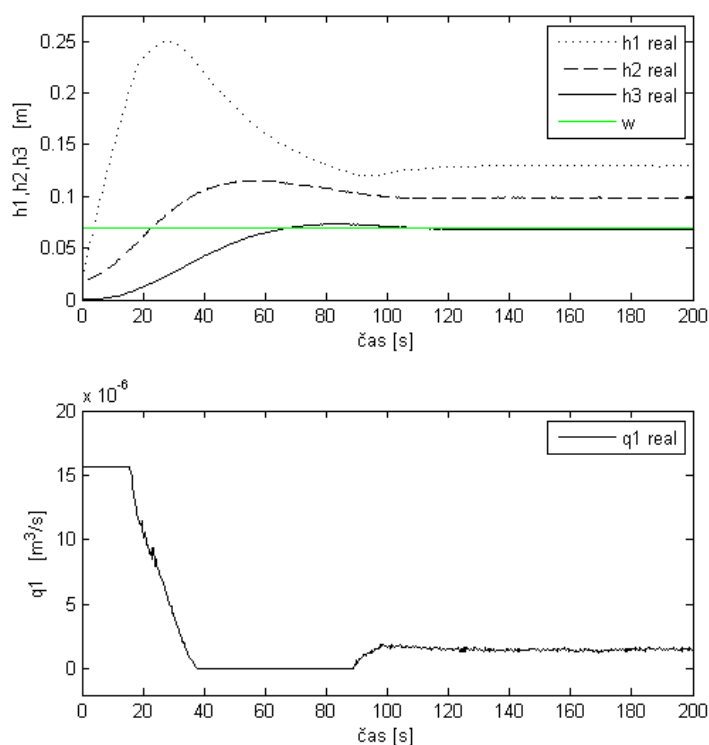 h1 real
h2 real
h3 real
w
0.25
0.2
0.15
0.1
0.05
0
h1,h2,h3 [m]
0 20 40 60 80 100 120 140 160 180 200
čas [s]
x 10-6
20
15
10
5
0
q1 [m3/s]
q1 real
0 20 40 60 80 100 120 140 160 180 200
čas [s]